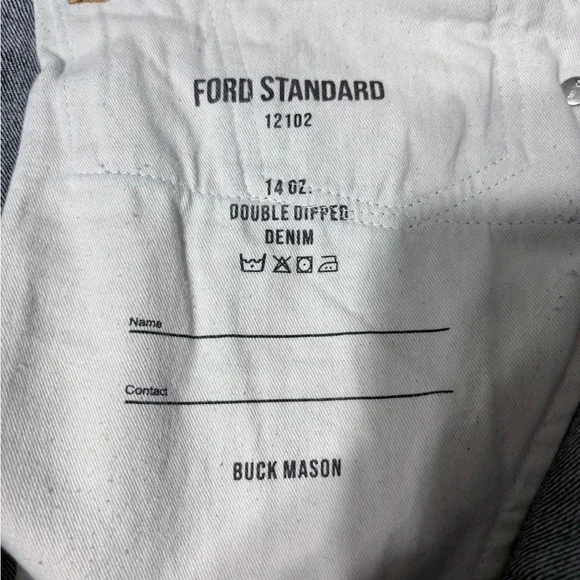 FORD STANDARD
12102
14 OZ.
DOUBLE DIPPED
DENIM
Name
Contact
BUCK MASON